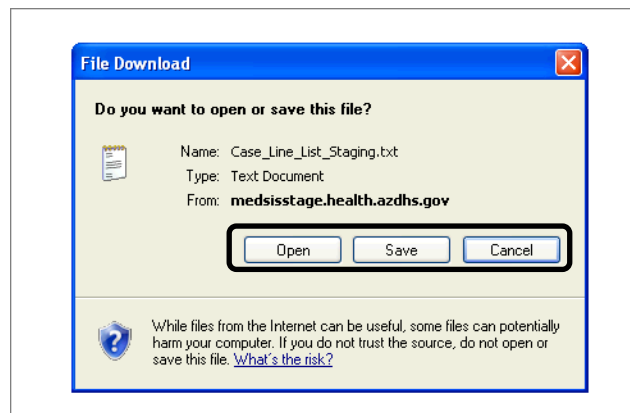 File Download
Do you want to open or save this file?
Name: Case_Line_List_Staging.txt
Type: Text Document
From: medsisstage.health.azdhs.gov
Open Save Cancel
While files from the Internet can be useful, some files can potentially
harm your computer. If you do not trust the source, do not open or
save this file. What's the risk?